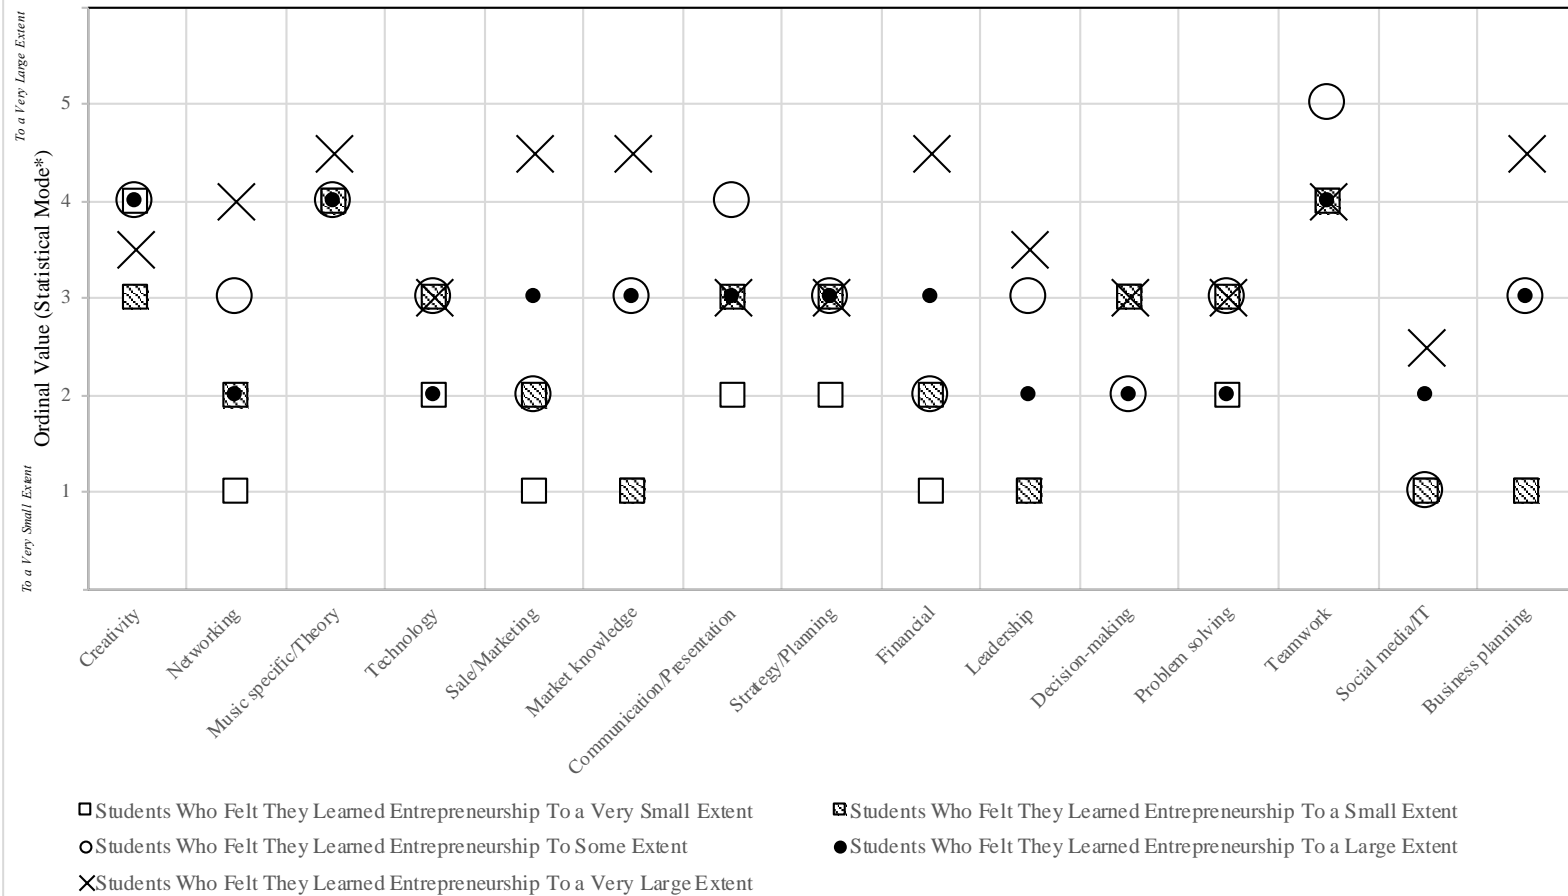 To a Very Large Extent
Ordinal Value (Statistical Mode*)
To a Very Small Extent
5
4
3
2
1
Creativity
Networking
Music specific/Theory
Technology
Sale/Marketing
Market knowledge
Communication/Presentation
Strategy/Planning
Financial
Leadership
Decision-making
Problem solving
Teamwork
Social media/IT
Business planning
Students Who Felt They Learned Entrepreneurship To a Very Small Extent
Students Who Felt They Learned Entrepreneurship To a Small Extent
Students Who Felt They Learned Entrepreneurship To Some Extent
Students Who Felt They Learned Entrepreneurship To a Large Extent
Students Who Felt They Learned Entrepreneurship To a Very Large Extent